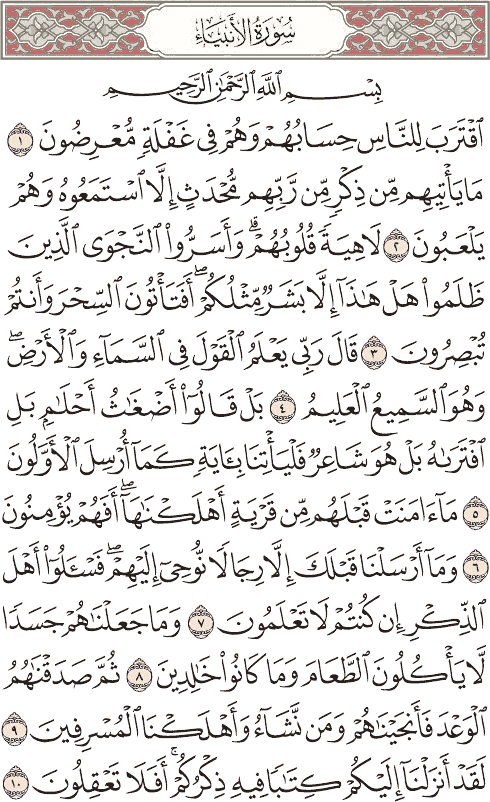 سُورَةُ الأَنبِيَاءِ
بِسْمِ ٱللَّهِ ٱلرَّحْمَٰنِ ٱلرَّحِيمِ
ٱقْتَرَبَ لِلنَّاسِ حِسَابُهُمْ وَهُمْ فِى غَفْلَةٍ مُّعْرِضُونَ ١
مَا يَأْتِيهِم مِّن ذِكْرٍ مِّن رَّبِّهِم مُّحْدَثٍ إِلَّا ٱسْتَمَعُوهُ وَهُمْ
يَلْعَبُونَ ٢ لَاهِيَةً قُلُوبُهُمْ ۗ وَأَسَرُّوا۟ ٱلنَّجْوَى ٱلَّذِينَ
ظَلَمُوا۟ هَلْ هَٰذَآ إِلَّا بَشَرٌ مِّثْلُكُمْ ۖ أَفَتَأْتُونَ ٱلسِّحْرَ وَأَنتُمْ
تُبْصِرُونَ ٣ قَالَ رَبِّى يَعْلَمُ ٱلْقَوْلَ فِى ٱلسَّمَآءِ وَٱلْأَرْضِ ۖ
وَهُوَ ٱلسَّمِيعُ ٱلْعَلِيمُ ٤ بَلْ قَالُوٓا۟ أَضْغَٰثُ أَحْلَٰمٍۭ بَلِ
ٱفْتَرَىٰهُ بَلْ هُوَ شَاعِرٌ فَلْيَأْتِنَا بِـَٔايَةٍ كَمَآ أُرْسِلَ ٱلْأَوَّلُونَ
٥ مَآ ءَامَنَتْ قَبْلَهُم مِّن قَرْيَةٍ أَهْلَكْنَٰهَآ ۖ أَفَهُمْ يُؤْمِنُونَ
٦ وَمَآ أَرْسَلْنَا قَبْلَكَ إِلَّا رِجَالًا نُّوحِىٓ إِلَيْهِمْ ۖ فَسْـَٔلُوٓا۟ أَهْلَ
ٱلذِّكْرِ إِن كُنتُمْ لَا تَعْلَمُونَ ٧ وَمَا جَعَلْنَٰهُمْ جَسَدًا
لَّا يَأْكُلُونَ ٱلطَّعَامَ وَمَا كَانُوا۟ خَٰلِدِينَ ٨ ثُمَّ صَدَقْنَٰهُمُ
ٱلْوَعْدَ فَأَنجَيْنَٰهُمْ وَمَن نَّشَآءُ وَأَهْلَكْنَا ٱلْمُسْرِفِينَ ٩
لَقَدْ أَنزَلْنَآ إِلَيْكُمْ كِتَٰبًا فِيهِ ذِكْرُكُمْ ۖ أَفَلَا تَعْقِلُونَ ١٠